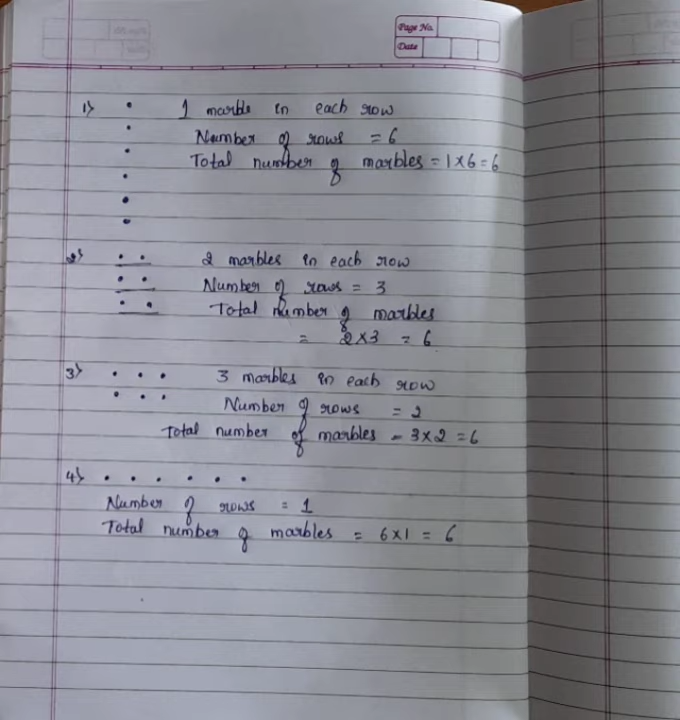 Page No.
Date
1) 1 marble in each row
Number of rows = 6
Total number of marbles = 1 x 6 = 6
2) 2 marbles in each row
Number of rows = 3
Total number of marbles
= 2 x 3 = 6
3) 3 marbles in each row
Number of rows = 2
Total number of marbles = 3 x 2 = 6
4)
Number of rows = 1
Total number of marbles = 6 x 1 = 6